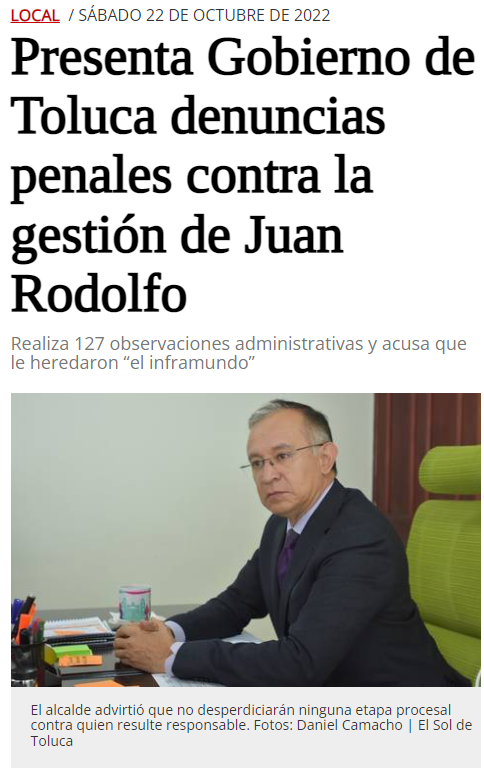 LOCAL / SÁBADO 22 DE OCTUBRE DE 2022
Presenta Gobierno de
Toluca denuncias
penales contra la
gestión de Juan
Rodolfo
Realiza 127 observaciones administrativas y acusa que
le heredaron “el inframundo”
El alcalde advirtió que no desperdiciarán ninguna etapa procesal
contra quien resulte responsable. Fotos: Daniel Camacho | El Sol de
Toluca